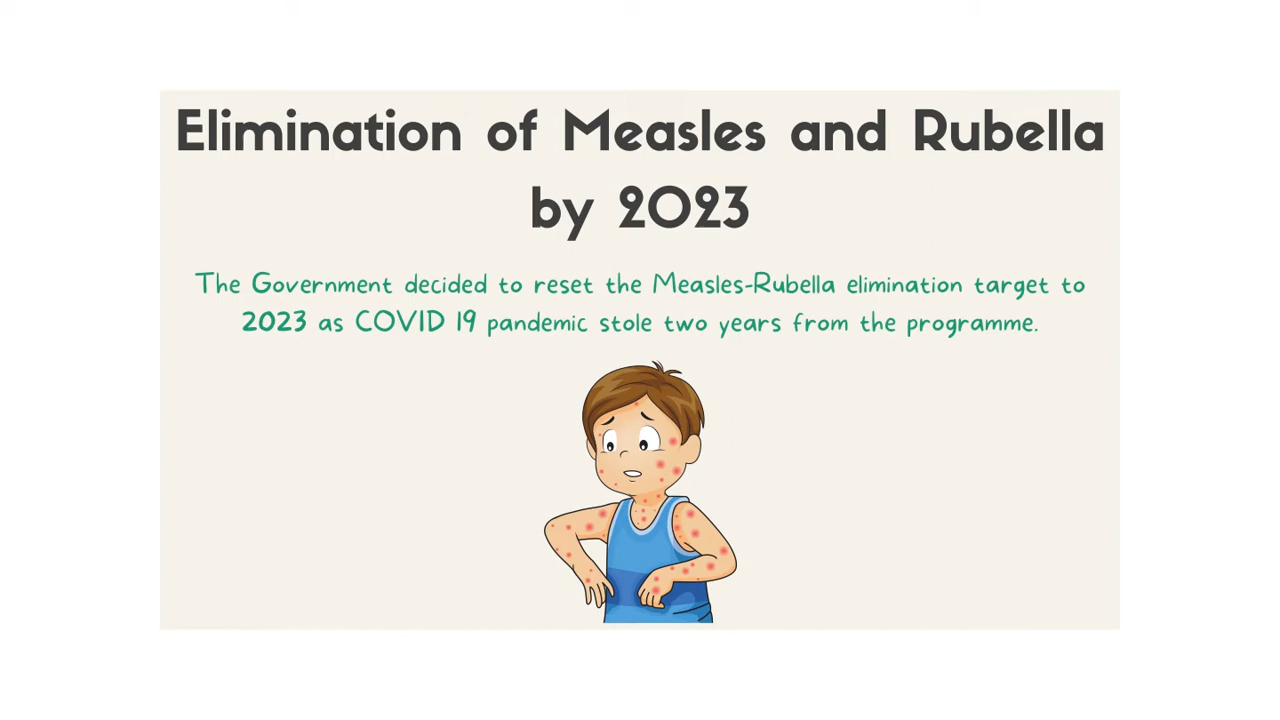 Elimination of Measles and Rubella
by 2023
The Government decided to reset the Measles-Rubella elimination target to
2023 as COVID 19 pandemic stole two years from the programme.